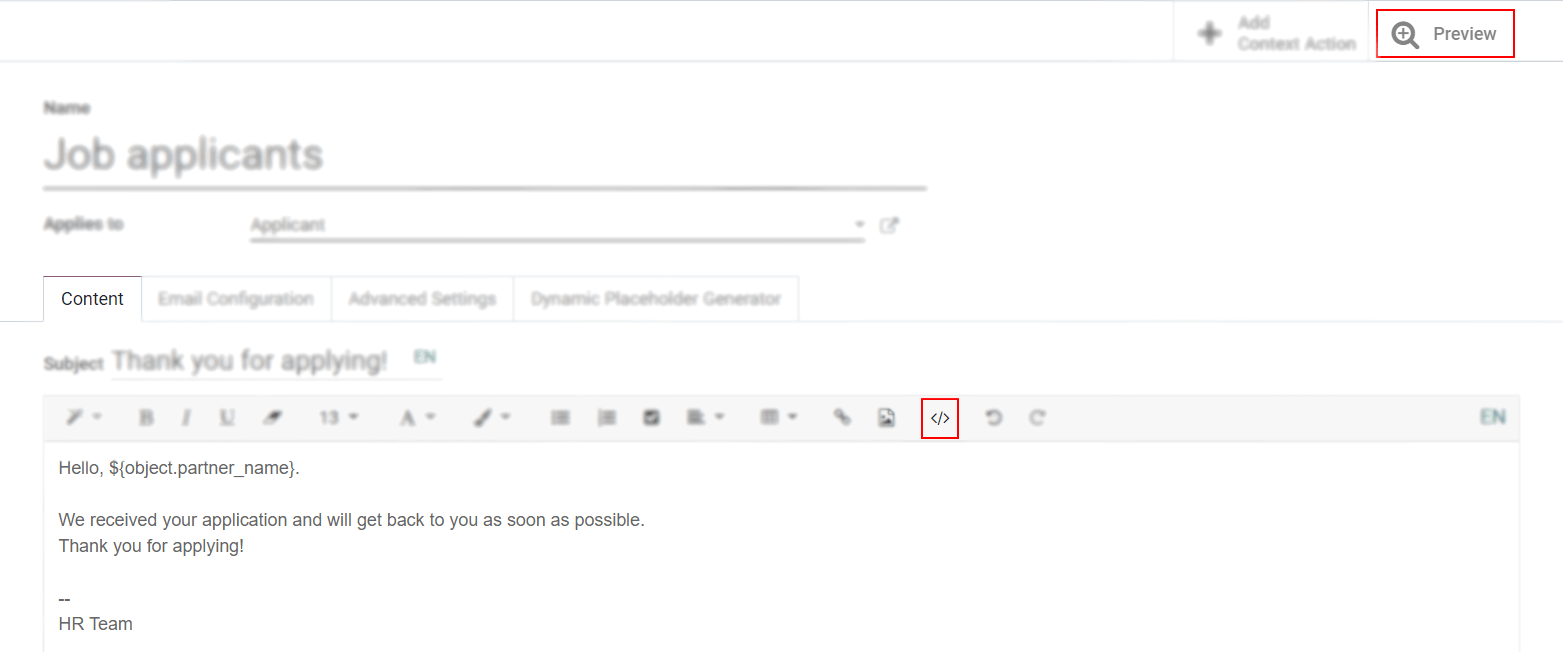 Add
Context Action
Preview
Name
Job applicants
Applies to
Applicant
Content
Email Configuration
Advanced Settings
Dynamic Placeholder Generator
Subject Thank you for applying! EN
B I U 13 A </> EN
Hello, ${object.partner_name}.
We received your application and will get back to you as soon as possible.
Thank you for applying!
--
HR Team